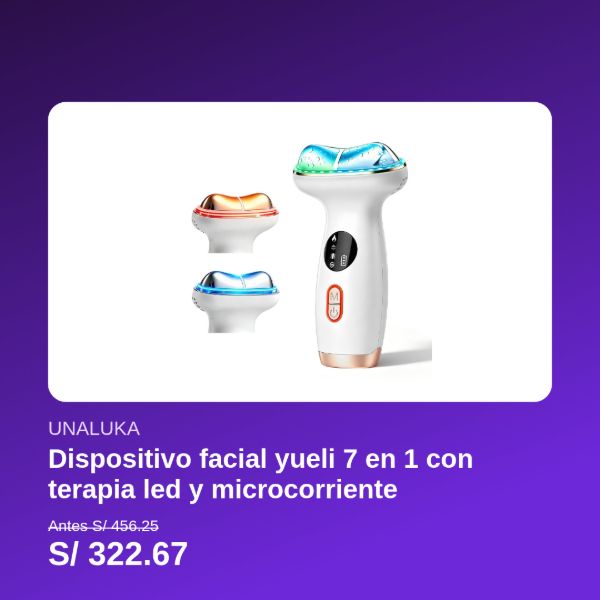 UNALUKA
Dispositivo facial yueli 7 en 1 con
terapia led y microcorriente
Antes S/ 456.25
S/ 322.67